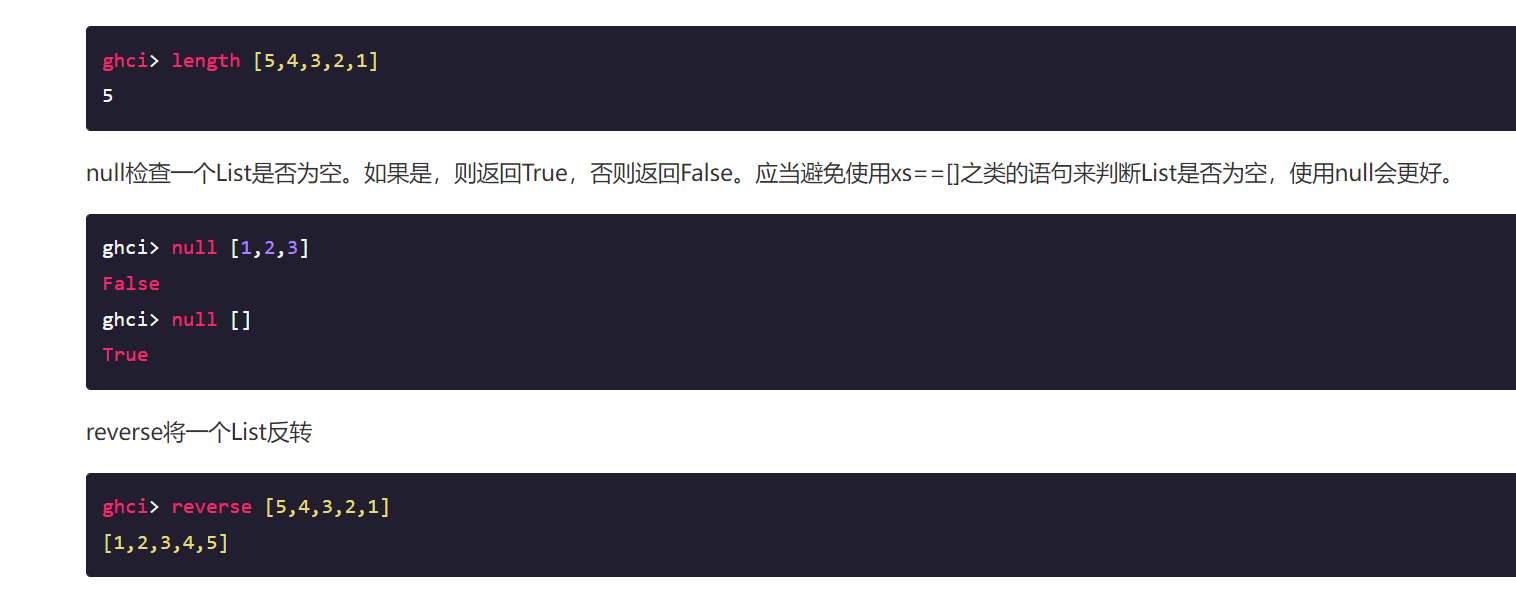 ghci> length [5,4,3,2,1]
5
null检查一个List是否为空。如果是，则返回True，否则返回False。应当避免使用xs==[]之类的语句来判断List是否为空，使用null会更好。
ghci> null [1,2,3]
False
ghci> null []
True
reverse将一个List反转
ghci> reverse [5,4,3,2,1]
[1,2,3,4,5]